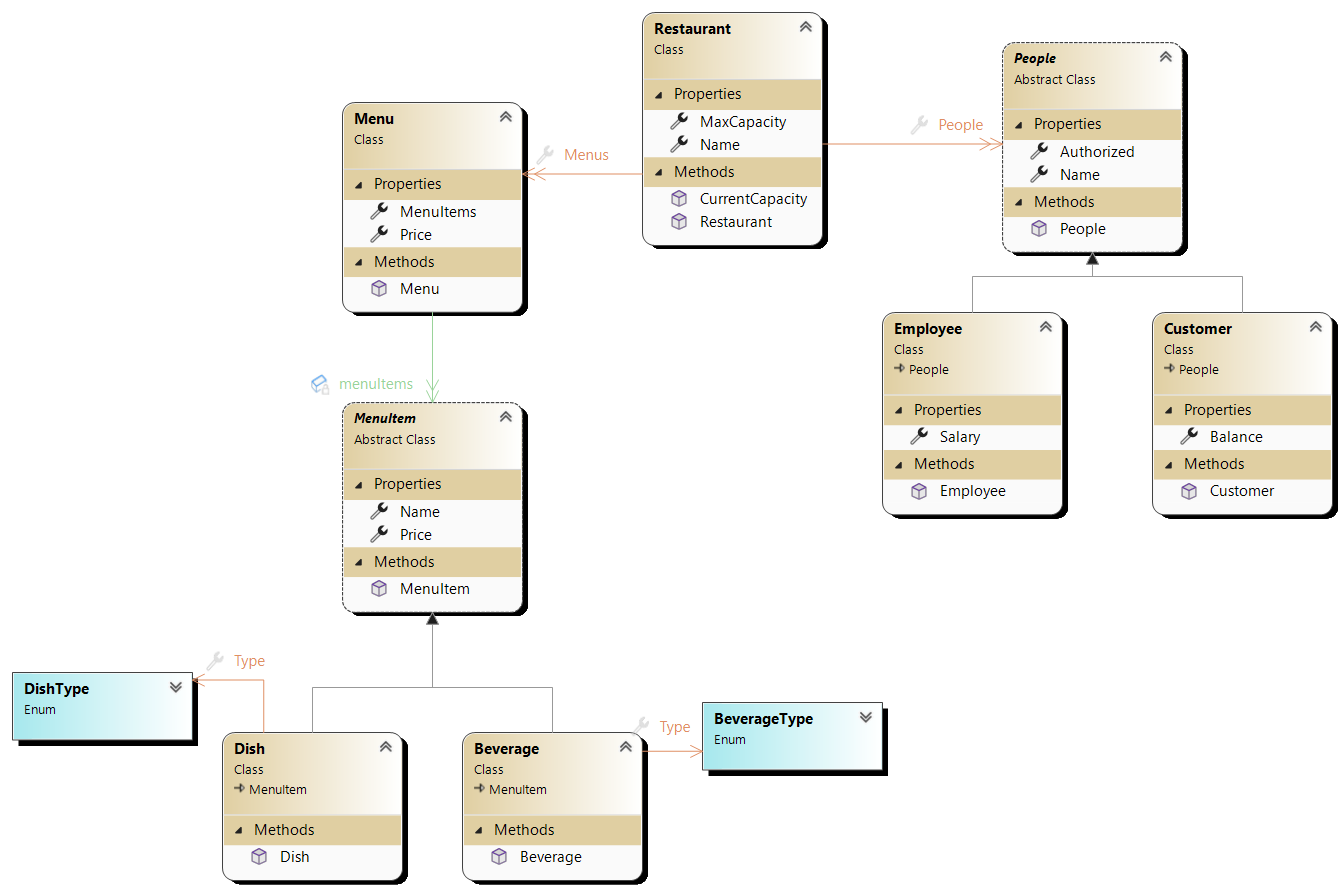 Restaurant
Class
Properties
MaxCapacity
Name
Methods
CurrentCapacity
Restaurant
People
People
Abstract Class
Properties
Authorized
Name
Methods
People
Menus
Menu
Class
Properties
MenuItems
Price
Methods
Menu
menuItems
Employee
Class
People
Properties
Salary
Methods
Employee
Customer
Class
People
Properties
Balance
Methods
Customer
MenuItem
Abstract Class
Properties
Name
Price
Methods
MenuItem
Type
DishType
Enum
Dish
Class
MenuItem
Methods
Dish
Beverage
Class
MenuItem
Methods
Beverage
Type
BeverageType
Enum